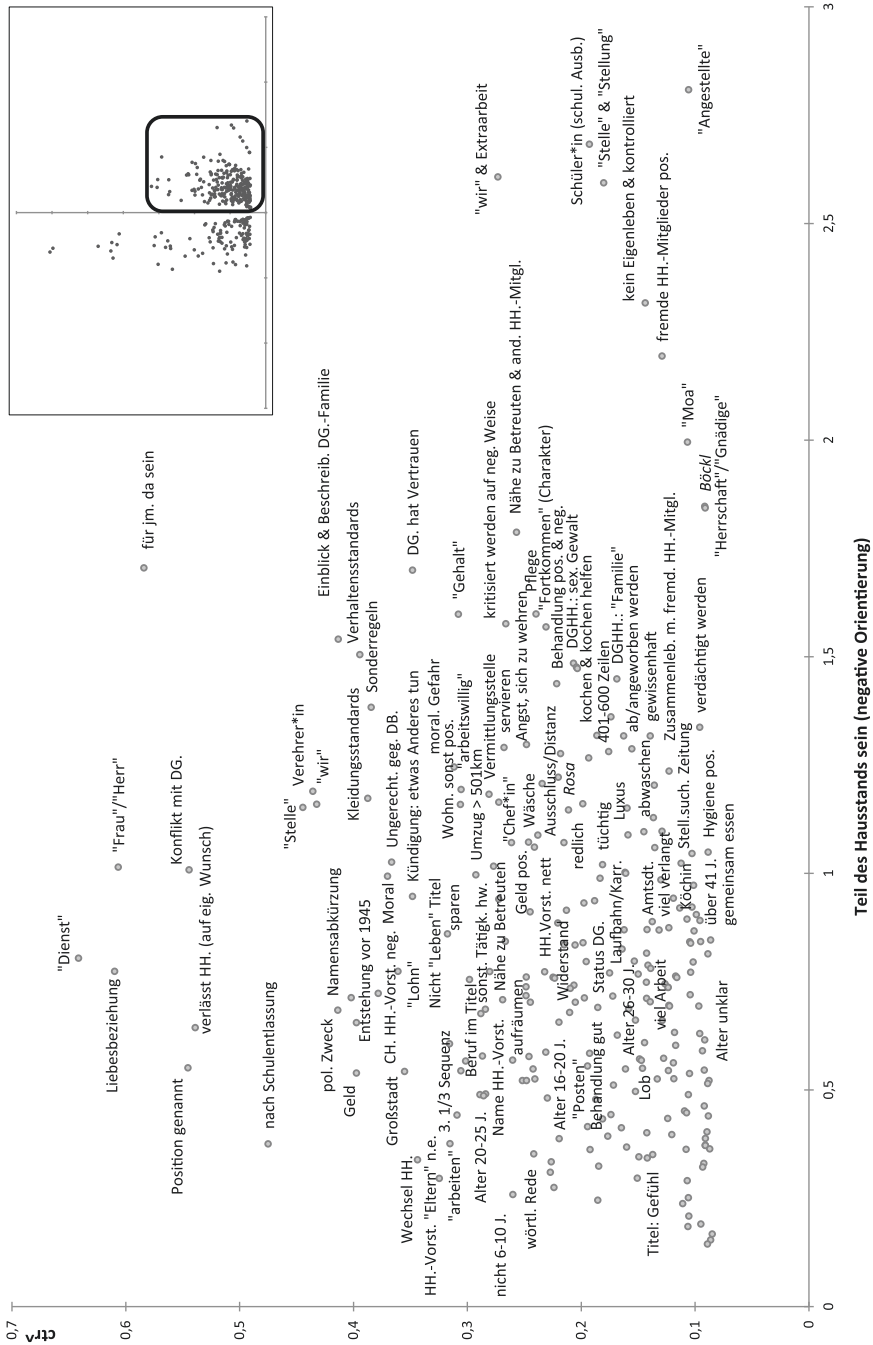 ctr^
0,7
0,6
0,5
0,4
0,3
0,2
0,1
0
0
0,5
1
1,5
2
2,5
3
Teil des Hausstands sein (negative Orientierung)
"Dienst"
"Frau"/"Herr"
Liebesbeziehung
für jm. da sein
Konflikt mit DG.
Position genannt
verlässt HH. (auf eig. Wunsch)
nach Schulentlassung
"Stelle"
Verehrer*in
"wir"
Einblick & Beschreib. DG.-Familie
Verhaltensstandards
pol. Zweck
Namensabkürzung
Geld
Entstehung vor 1945
Kleidungsstandards
Sonderregeln
Großstadt
CH. HH.-Vorst. neg.
Moral
Ungerecht. geg. DB.
"Lohn"
Kündigung: etwas Anderes tun
DG. hat Vertrauen
Wechsel HH.
HH.-Vorst. "Eltern" n.e.
Nicht "Leben" Titel
moral. Gefahr
"arbeiten"
3. 1/3 Sequenz
sparen
Wohn. sonst pos.
"arbeitswillig"
"Gehalt"
Beruf im Titel
Umzug > 501km
Alter 20-25 J.
sonst. Tätigk. hw.
Vermittlungsstelle
"wir" & Extraarbeit
kritisiert werden auf neg. Weise
Name HH.-Vorst.
Nähe zu Betreuten
"Chef*in"
servieren
nicht 6-10 J.
aufräumen
Geld pos.
Wäsche
Angst, sich zu wehren
Nähe zu Betreuten & and. HH.-Mitgl.
wörtl. Rede
HH.Vorst. nett
Ausschluss/Distanz
Pflege
"Fortkommen" (Charakter)
Alter 16-20 J.
Widerstand
Rosa
Behandlung pos. & neg.
"Posten"
redlich
DGHH.: sex. Gewalt
Behandlung gut
Status DG.
tüchtig
kochen & kochen helfen
Schüler*in (schul. Ausb.)
"Stelle" & "Stellung"
401-600 Zeilen
Laufbahn/Karr.
Luxus
DGHH.: "Familie"
Alter 26-30 J.
ab/angeworben werden
kein Eigenleben & kontrolliert
Lob
Amtsdt.
abwaschen
gewissenhaft
Titel: Gefühl
viel Arbeit
viel verlangt
Zusammenleb. m. fremd. HH.-Mitgl.
fremde HH.-Mitglieder pos.
Köchin
Stell.such. Zeitung
"Moa"
verdächtigt werden
über 41 J.
Hygiene pos.
Böckl
"Herrschaft"/"Gnädige"
"Angestellte"
Alter unklar
gemeinsam essen